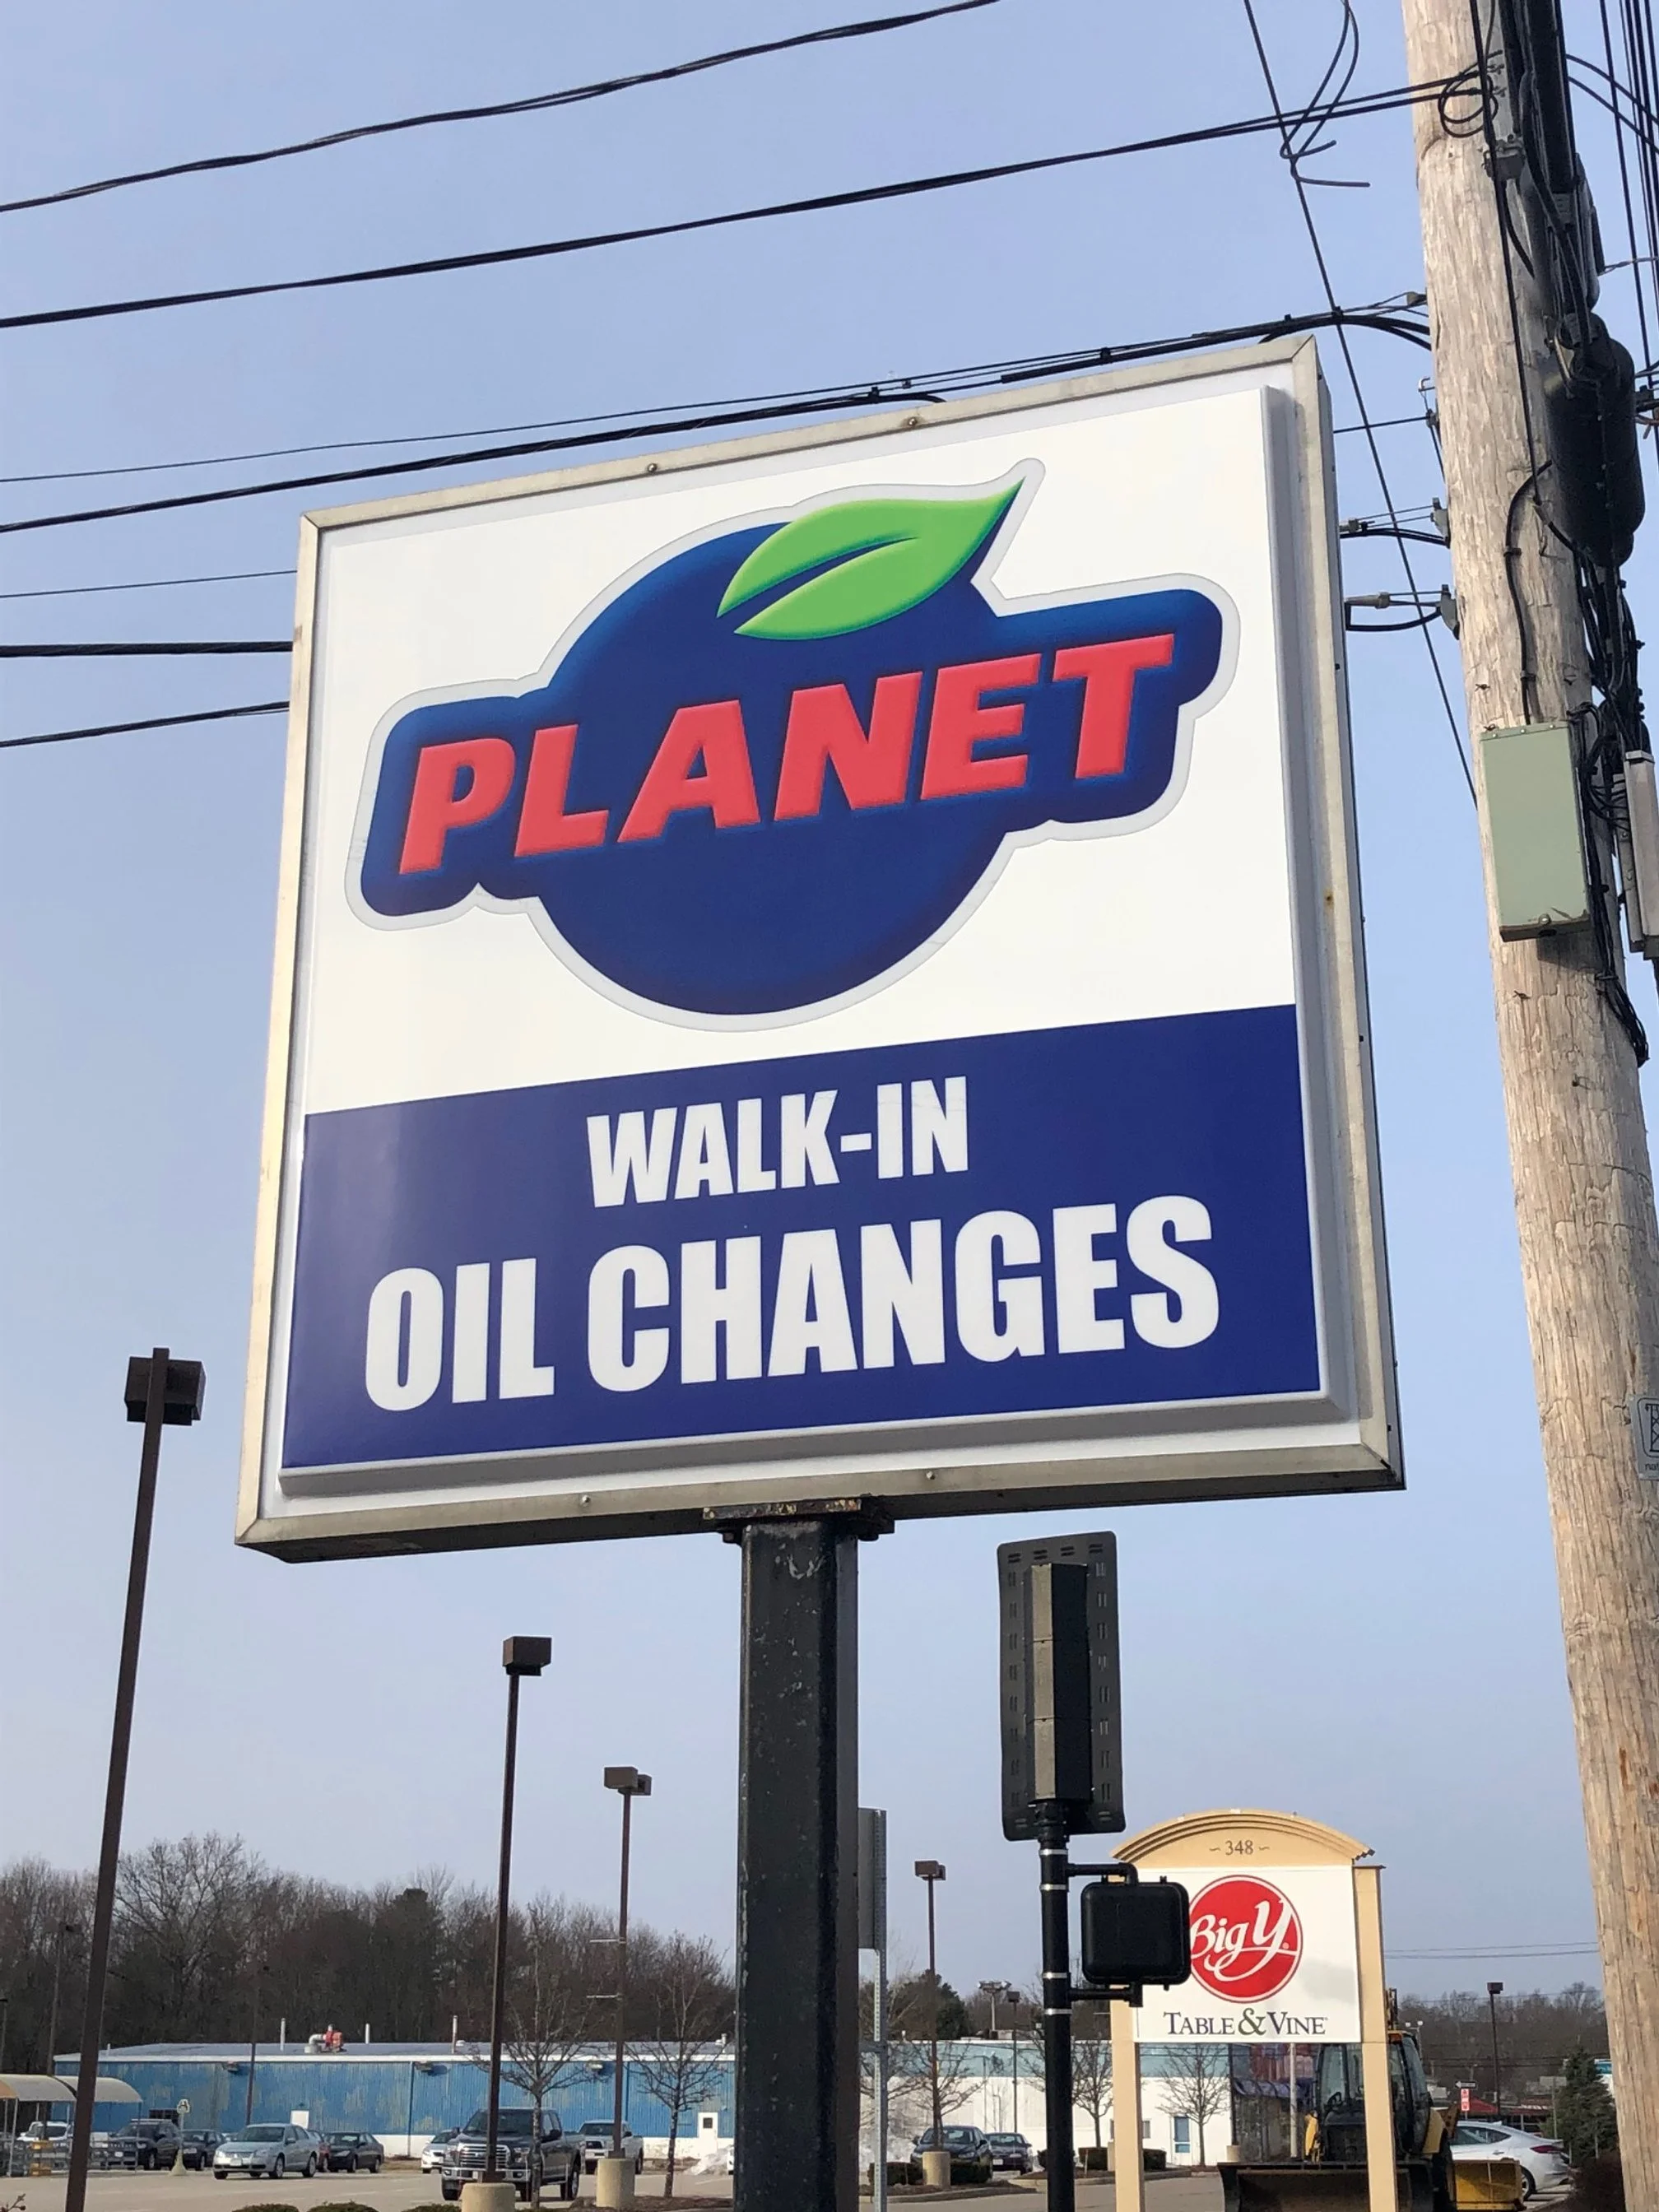 PLANET
WALK-IN
OIL CHANGES
~348~
Big Y®
TABLE & VINE